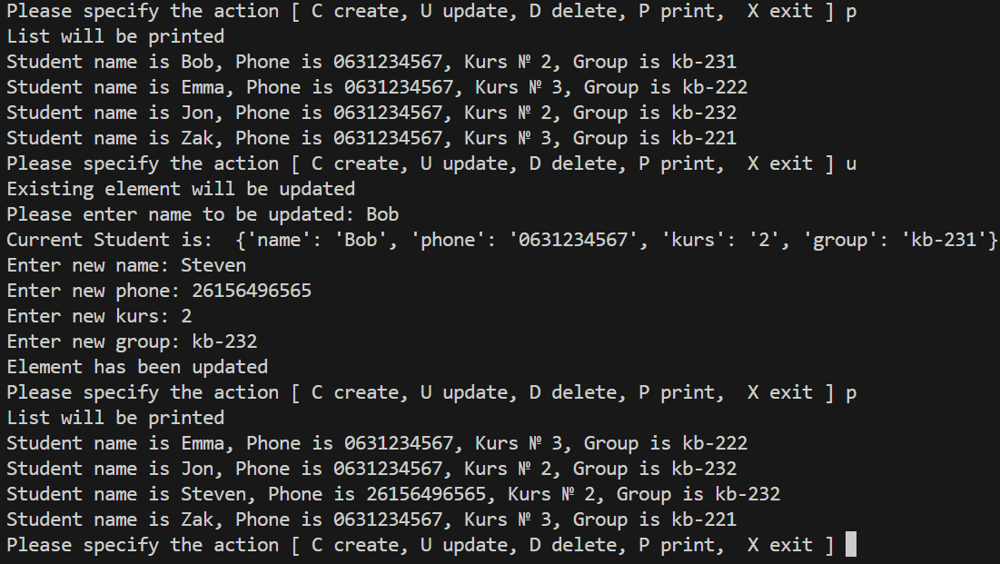 Please specify the action [ C create, U update, D delete, P print,  X exit ] p
List will be printed
Student name is Bob, Phone is 0631234567, Kurs № 2, Group is kb-231
Student name is Emma, Phone is 0631234567, Kurs № 3, Group is kb-222
Student name is Jon, Phone is 0631234567, Kurs № 2, Group is kb-232
Student name is Zak, Phone is 0631234567, Kurs № 3, Group is kb-221
Please specify the action [ C create, U update, D delete, P print,  X exit ] u
Existing element will be updated
Please enter name to be updated: Bob
Current Student is:  {'name': 'Bob', 'phone': '0631234567', 'kurs': '2', 'group': 'kb-231'}
Enter new name: Steven
Enter new phone: 26156496565
Enter new kurs: 2
Enter new group: kb-232
Element has been updated
Please specify the action [ C create, U update, D delete, P print,  X exit ] p
List will be printed
Student name is Emma, Phone is 0631234567, Kurs № 3, Group is kb-222
Student name is Jon, Phone is 0631234567, Kurs № 2, Group is kb-232
Student name is Steven, Phone is 26156496565, Kurs № 2, Group is kb-232
Student name is Zak, Phone is 0631234567, Kurs № 3, Group is kb-221
Please specify the action [ C create, U update, D delete, P print,  X exit ]